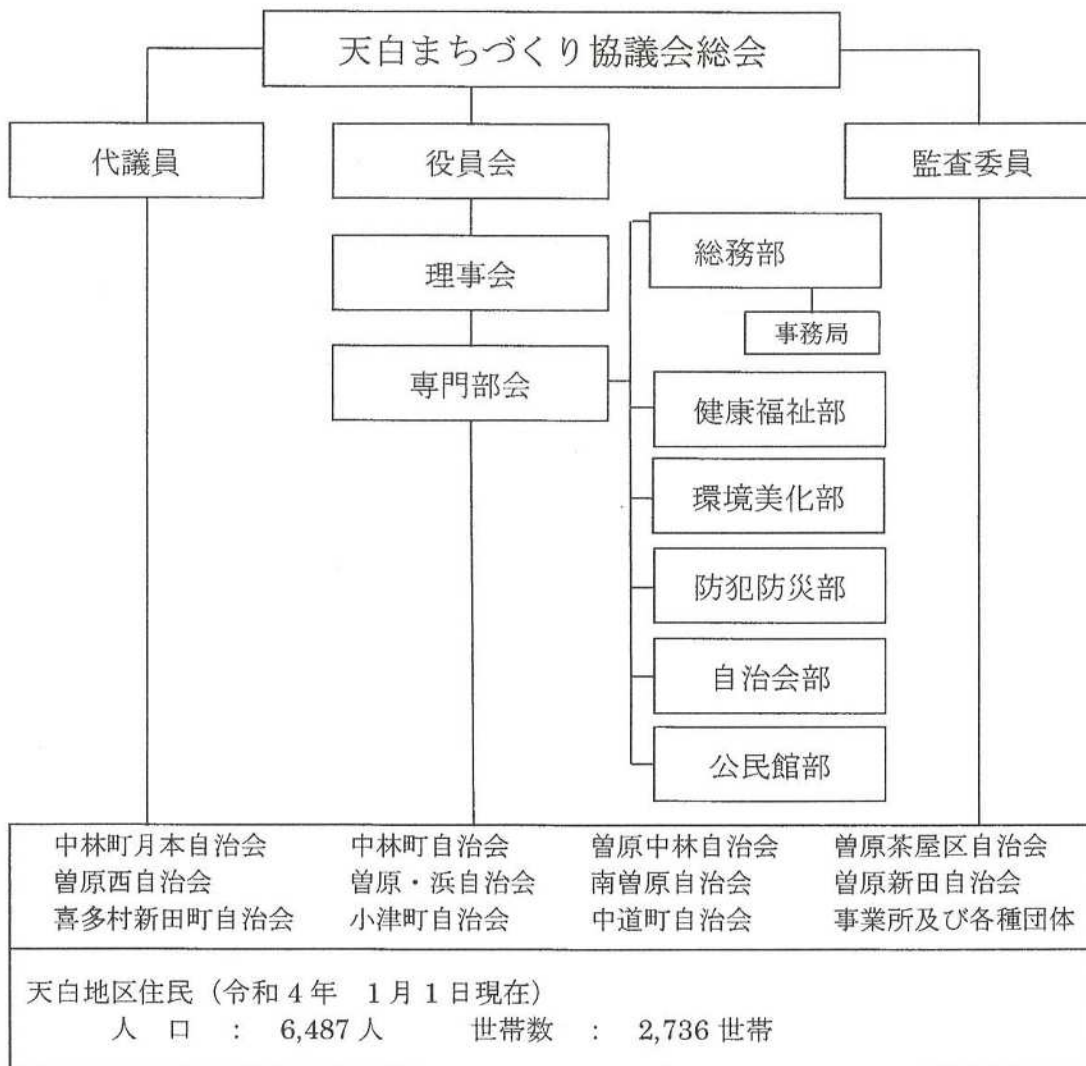 天白まちづくり協議会総会
代議員
役員会
監査委員
総務部
理事会
事務局
専門部会
健康福祉部
環境美化部
防犯防災部
自治会部
公民館部
中林町月本自治会 中林町自治会 曽原中林自治会 曽原茶屋区自治会
曽原西自治会 曽原・浜自治会 南曽原自治会 曽原新田自治会
喜多村新田町自治会 小津町自治会 中道町自治会 事業所及び各種団体
天白地区住民（令和4年 1月1日現在）
人 口 : 6,487人 世帯数 : 2,736世帯